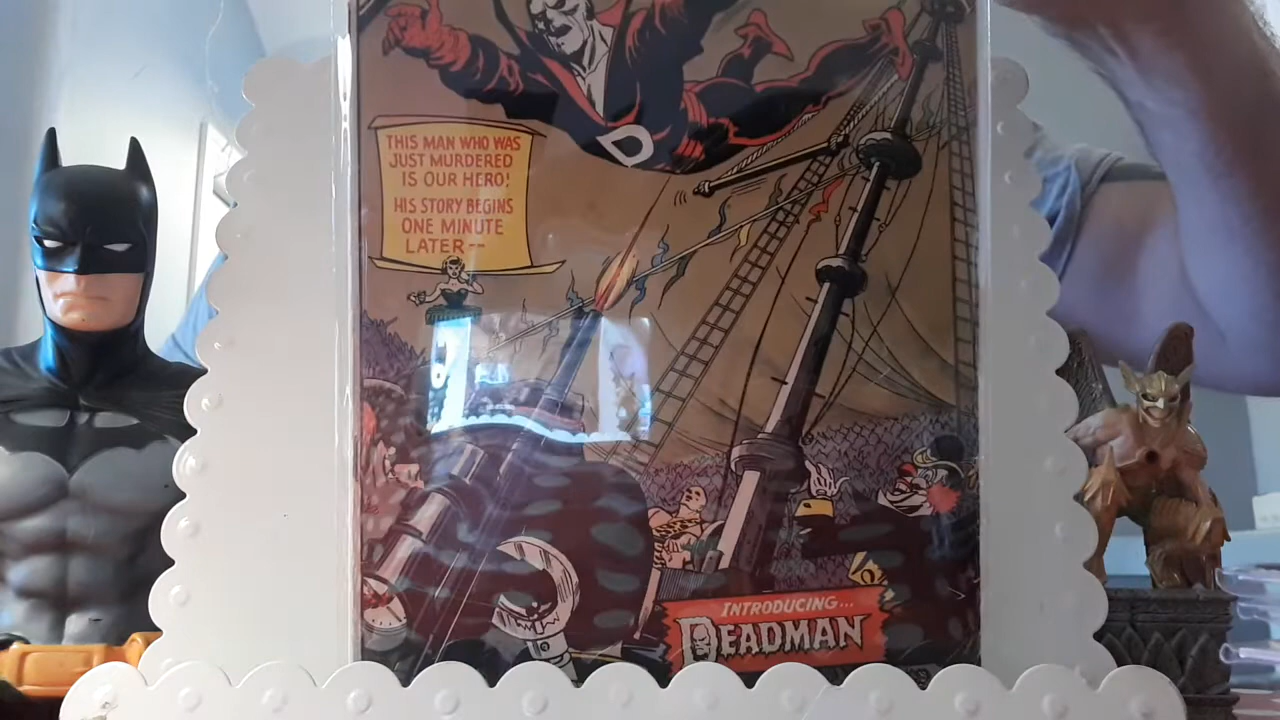 THIS MAN WHO WAS
JUST MURDERED
IS OUR HERO!
HIS STORY BEGINS
ONE MINUTE
LATER--
INTRODUCING...
DEADMAN